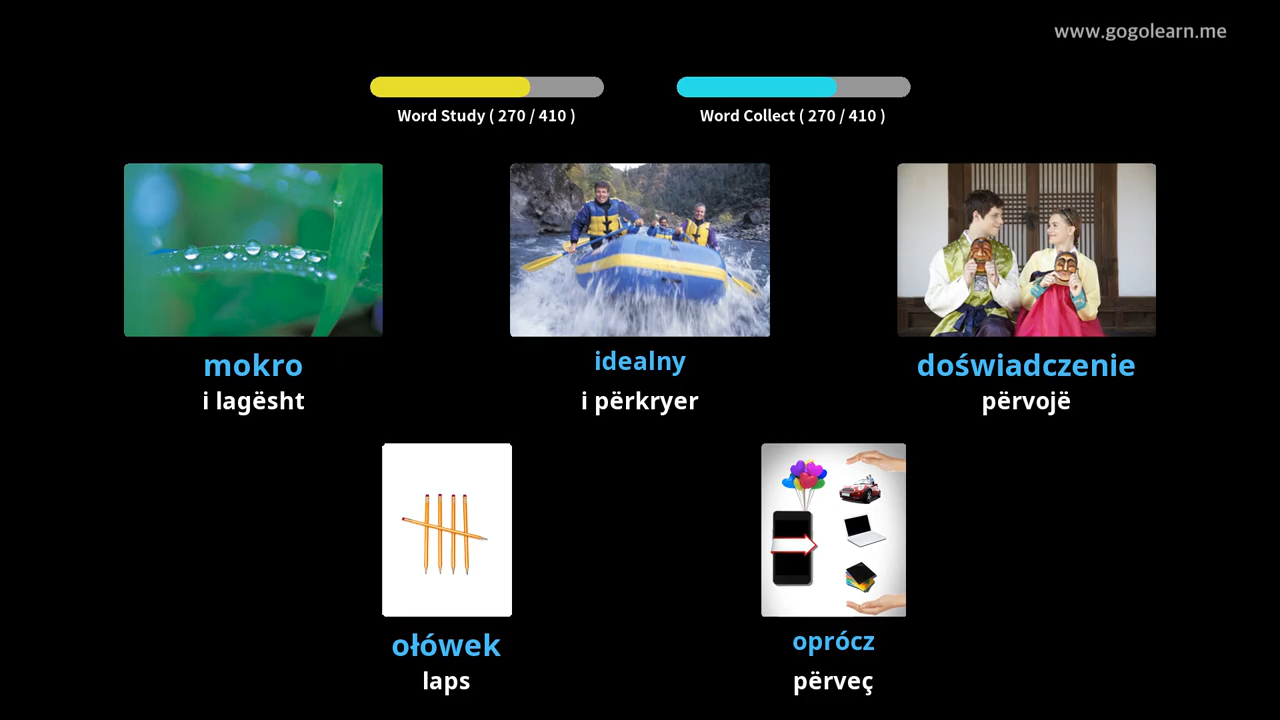 www.gogolearn.me
Word Study ( 270 / 410 )
Word Collect ( 270 / 410 )
mokro
i lagësht
idealny
i përkryer
doświadczenie
përvojë
ołówek
laps
oprócz
përveç